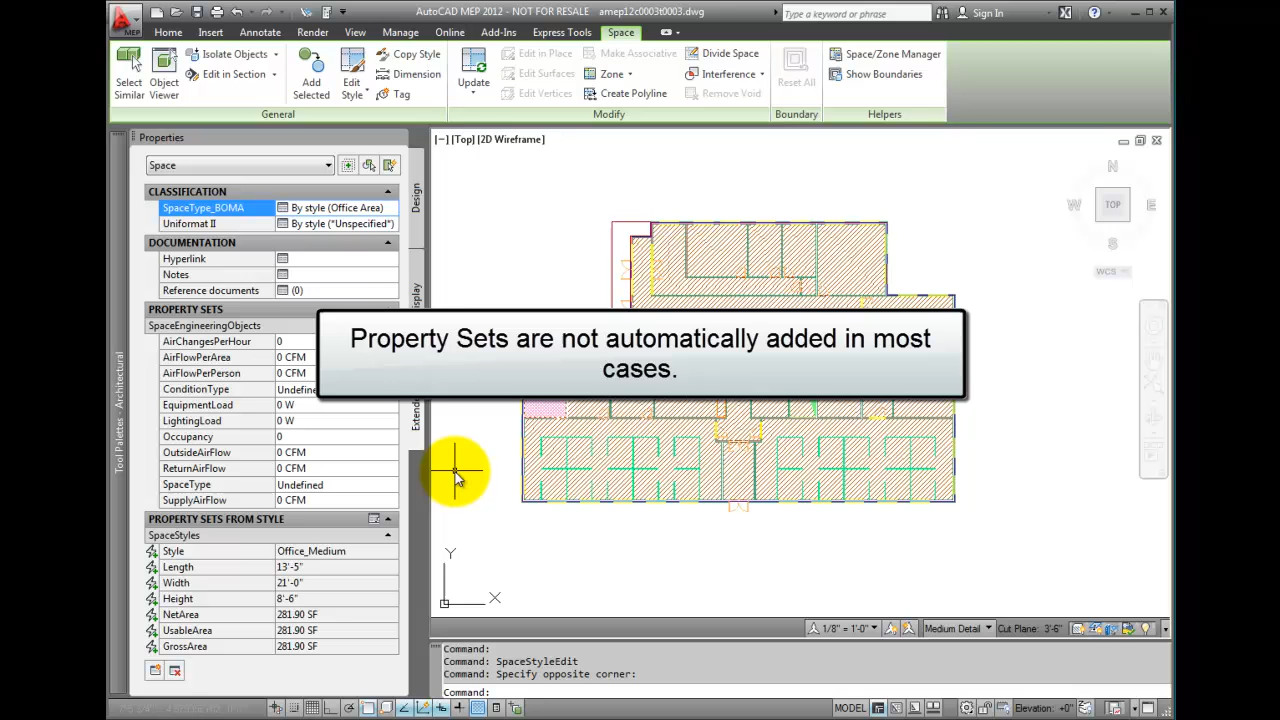 AutoCAD MEP 2012 - NOT FOR RESALE amep12c0003t0003.dwg
Type a keyword or phrase
Sign In
MEP
Home Insert Annotate Render View Manage Online Add-Ins Express Tools Space
Select Similar
Object Viewer
Isolate Objects
Edit in Section
Add Selected
Edit Style
Copy Style
Dimension
Tag
Update
Edit in Place
Edit Surfaces
Edit Vertices
Make Associative
Zone
Create Polyline
Divide Space
Interference
Remove Void
Reset All
Space/Zone Manager
Show Boundaries
General Modify Boundary Helpers
Properties
[−] [Top] [2D Wireframe]
Space
CLASSIFICATION
SpaceType_BOMA By style (Office Area)
Uniformat II By style ("Unspecified")
DOCUMENTATION
Hyperlink
Notes
Reference documents (0)
PROPERTY SETS
SpaceEngineeringObjects
AirChangesPerHour 0
AirFlowPerArea 0 CFM
AirFlowPerPerson 0 CFM
ConditionType Undefined
EquipmentLoad 0 W
LightingLoad 0 W
Occupancy 0
OutsideAirFlow 0 CFM
ReturnAirFlow 0 CFM
SpaceType Undefined
SupplyAirFlow 0 CFM
PROPERTY SETS FROM STYLE
SpaceStyles
Style Office_Medium
Length 13'-5"
Width 21'-0"
Height 8'-6"
NetArea 281.90 SF
UsableArea 281.90 SF
GrossArea 281.90 SF
Design
Tool Palettes - Architectural
Property Sets are not automatically added in most
cases.
N
W TOP E
S
WCS
Y
X
1/8" = 1'-0" Medium Detail Cut Plane: 3'-6"
Command:
Command: SpaceStyleEdit
Command: Specify opposite corner:
Command:
MODEL Elevation: +0"